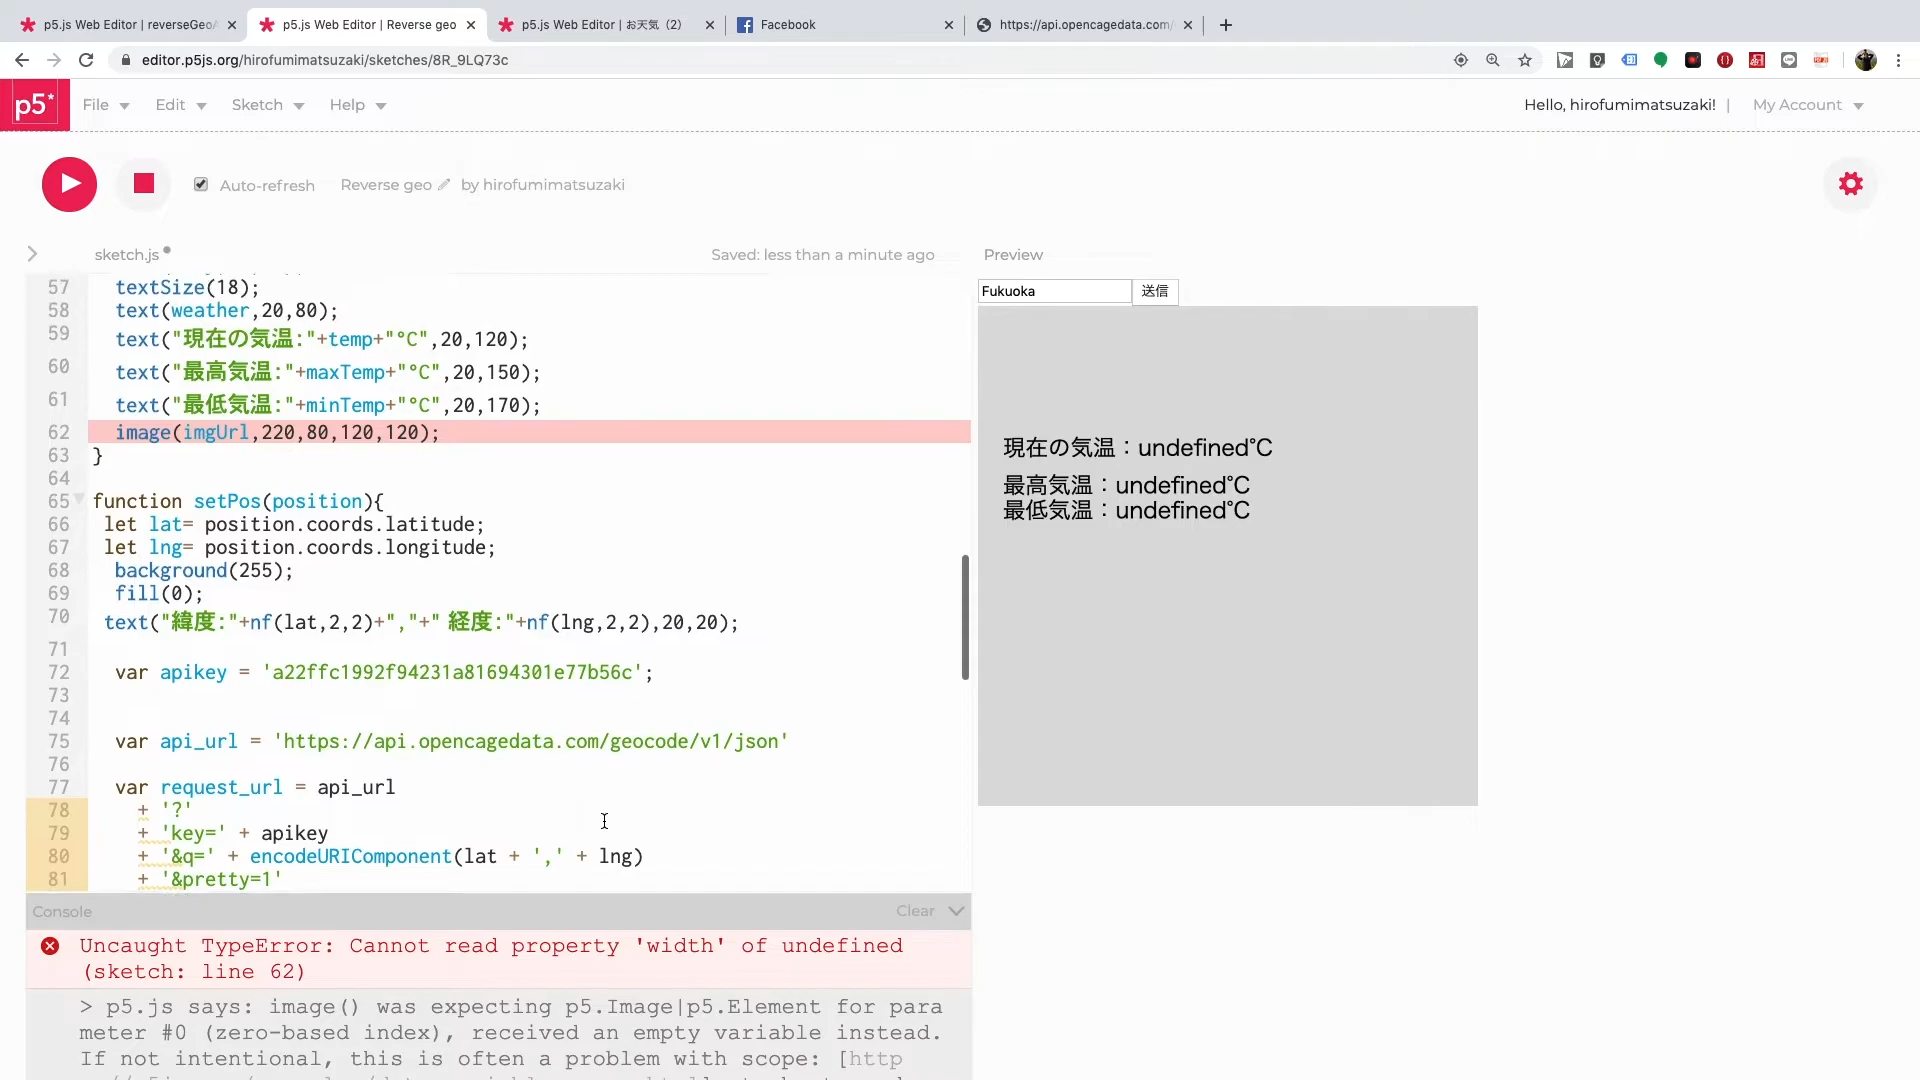 p5.js Web Editor | reverseGeo
p5.js Web Editor | Reverse geo
p5.js Web Editor | お天気（2）
Facebook
https://api.opencagedata.com/
editor.p5js.org/hirofumimatsuzaki/sketches/8R_9LQ73c
p5*
File
Edit
Sketch
Help
Hello, hirofumimatsuzaki! |
My Account
Auto-refresh
Reverse geo
by hirofumimatsuzaki
sketch.js
Saved: less than a minute ago
Preview
57 textSize(18);
58 text(weather,20,80);
59 text("現在の気温:"+temp+"°C",20,120);
60 text("最高気温:"+maxTemp+"°C",20,150);
61 text("最低気温:"+minTemp+"°C",20,170);
62 image(imgUrl,220,80,120,120);
63 }
64
65 function setPos(position){
66 let lat= position.coords.latitude;
67 let lng= position.coords.longitude;
68 background(255);
69 fill(0);
70 text("緯度:"+nf(lat,2,2)+","+" 経度:"+nf(lng,2,2),20,20);
71
72 var apikey = 'a22ffc1992f94231a81694301e77b56c';
73
74
75 var api_url = 'https://api.opencagedata.com/geocode/v1/json'
76
77 var request_url = api_url
78 + '?'
79 + 'key=' + apikey
80 + '&q=' + encodeURIComponent(lat + ',' + lng)
81 + '&pretty=1'
Fukuoka
送信
現在の気温：undefined℃
最高気温：undefined℃
最低気温：undefined℃
Console
Clear
Uncaught TypeError: Cannot read property 'width' of undefined
(sketch: line 62)
> p5.js says: image() was expecting p5.Image|p5.Element for para
meter #0 (zero-based index), received an empty variable instead.
If not intentional, this is often a problem with scope: [http